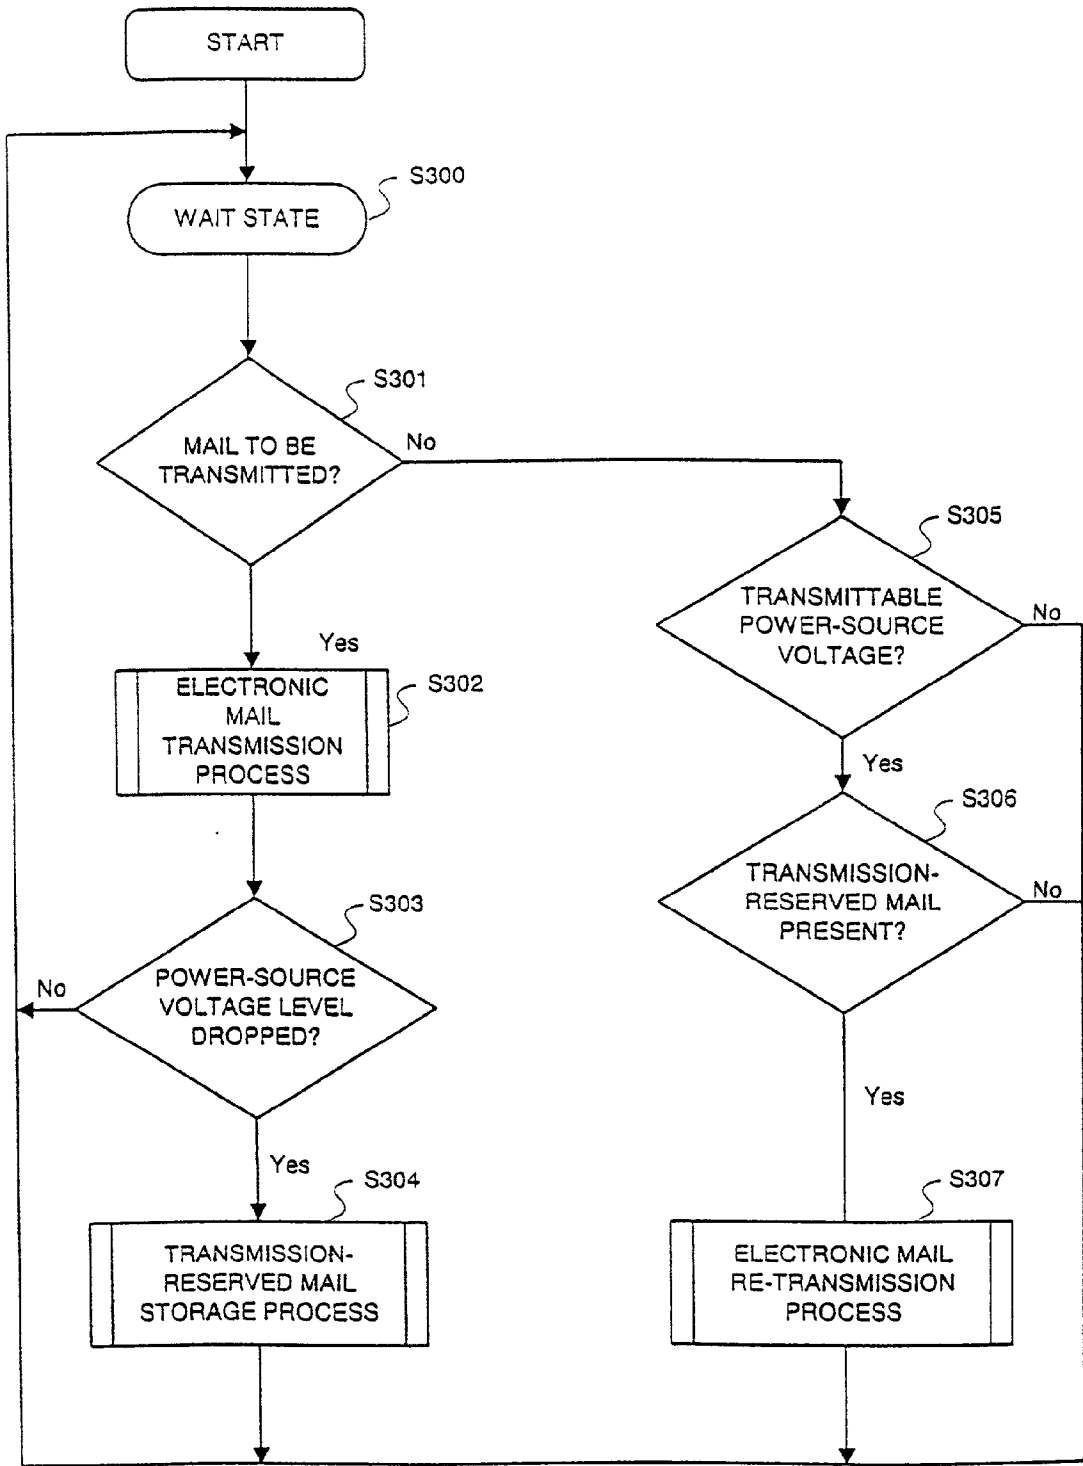 START
S300
WAIT STATE
S301
MAIL TO BE
TRANSMITTED?
No
S305
TRANSMITTABLE
POWER-SOURCE
VOLTAGE?
No
Yes
Yes
S302
ELECTRONIC
MAIL
TRANSMISSION
PROCESS
S306
TRANSMISSION-
RESERVED MAIL
PRESENT?
No
S303
POWER-SOURCE
VOLTAGE LEVEL
DROPPED?
No
Yes
Yes
S304
TRANSMISSION-
RESERVED MAIL
STORAGE PROCESS
S307
ELECTRONIC MAIL
RE-TRANSMISSION
PROCESS